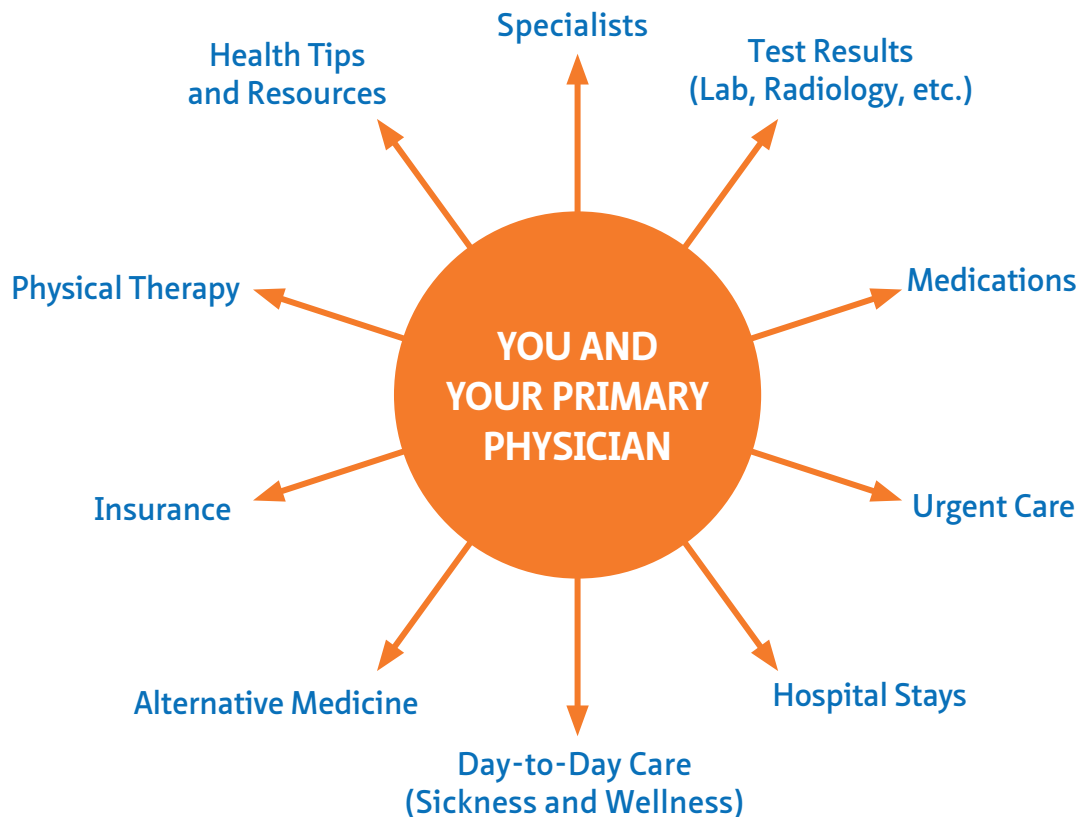 Specialists
Health Tips
and Resources
Test Results
(Lab, Radiology, etc.)
Physical Therapy
Medications
YOU AND
YOUR PRIMARY
PHYSICIAN
Insurance
Urgent Care
Alternative Medicine
Hospital Stays
Day-to-Day Care
(Sickness and Wellness)